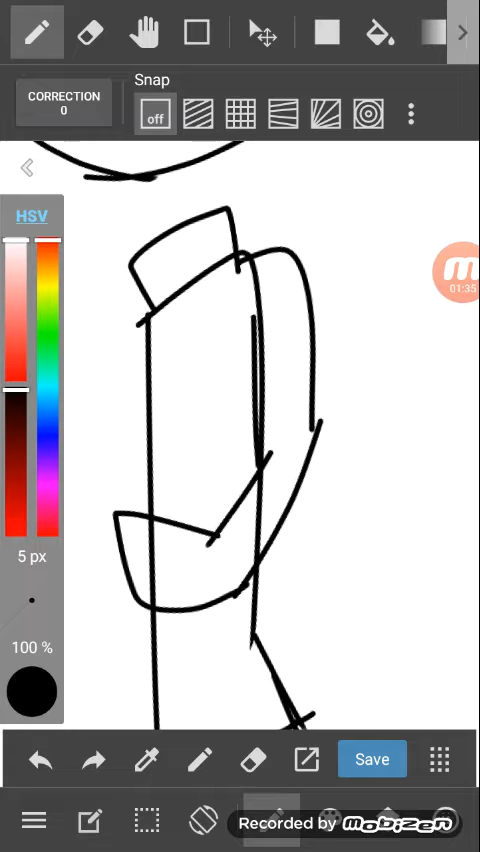 Snap
CORRECTION
0
off
HSV
01:35
5 px
100 %
Save
Recorded by MOBIZEN